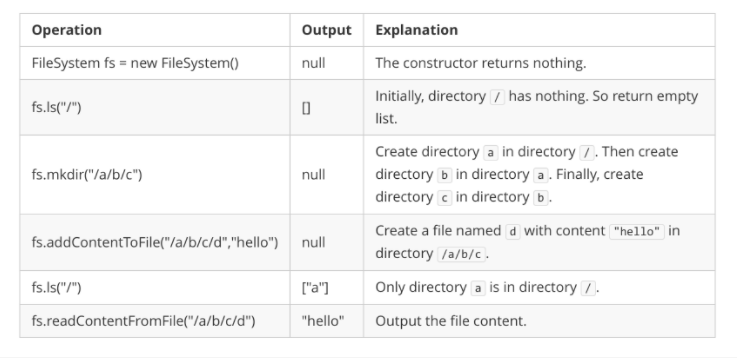 Operation Output Explanation
FileSystem fs = new FileSystem() null The constructor returns nothing.
Initially, directory / has nothing. So return empty
fs.ls("/") []
list.
Create directory a in directory /. Then create
fs.mkdir("/a/b/c") null directory b in directory a. Finally, create
directory c in directory b.
Create a file named d with content "hello" in
fs.addContentToFile("/a/b/c/d","hello") null
directory /a/b/c.
fs.ls("/") ["a"] Only directory a is in directory /.
fs.readContentFromFile("/a/b/c/d") "hello" Output the file content.